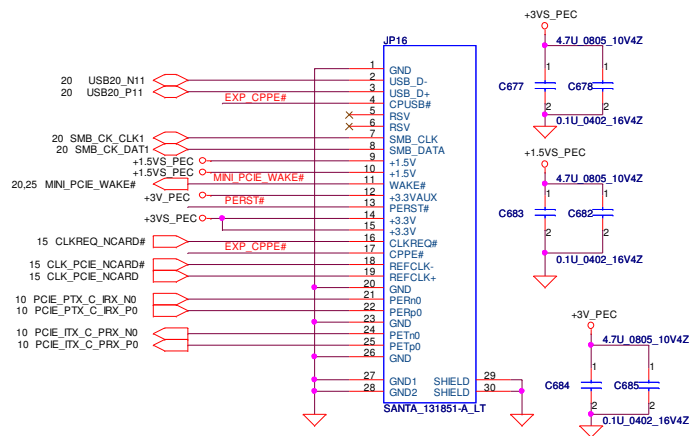 JP16
1 GND
20 USB20_N11 2 USB_D-
20 USB20_P11 3 USB_D+
EXP_CPPE# 4 CPUSB#
5 RSV
6 RSV
20 SMB_CK_CLK1 7 SMB_CLK
20 SMB_CK_DAT1 8 SMB_DATA
+1.5VS_PEC 9 +1.5V
+1.5VS_PEC 10 +1.5V
20,25 MINI_PCIE_WAKE# MINI_PCIE_WAKE# 11 WAKE#
+3V_PEC 12 +3.3VAUX
PERST# 13 PERST#
+3VS_PEC 14 +3.3V
15 +3.3V
15 CLKREQ_NCARD# 16 CLKREQ#
EXP_CPPE# 17 CPPE#
15 CLK_PCIE_NCARD# 18 REFCLK-
15 CLK_PCIE_NCARD 19 REFCLK+
20 GND
10 PCIE_PTX_C_IRX_N0 21 PERn0
10 PCIE_PTX_C_IRX_P0 22 PERp0
23 GND
10 PCIE_ITX_C_PRX_N0 24 PETn0
10 PCIE_ITX_C_PRX_P0 25 PETp0
26 GND
27 GND1 SHIELD 29
28 GND2 SHIELD 30
SANTA_131851-A_LT
+3VS_PEC
4.7U_0805_10V4Z
1 1
C677 C678
2 2
0.1U_0402_16V4Z
+1.5VS_PEC
4.7U_0805_10V4Z
1 1
C683 C682
2 2
0.1U_0402_16V4Z
+3V_PEC
4.7U_0805_10V4Z
1 1
C684 C685
2 2
0.1U_0402_16V4Z